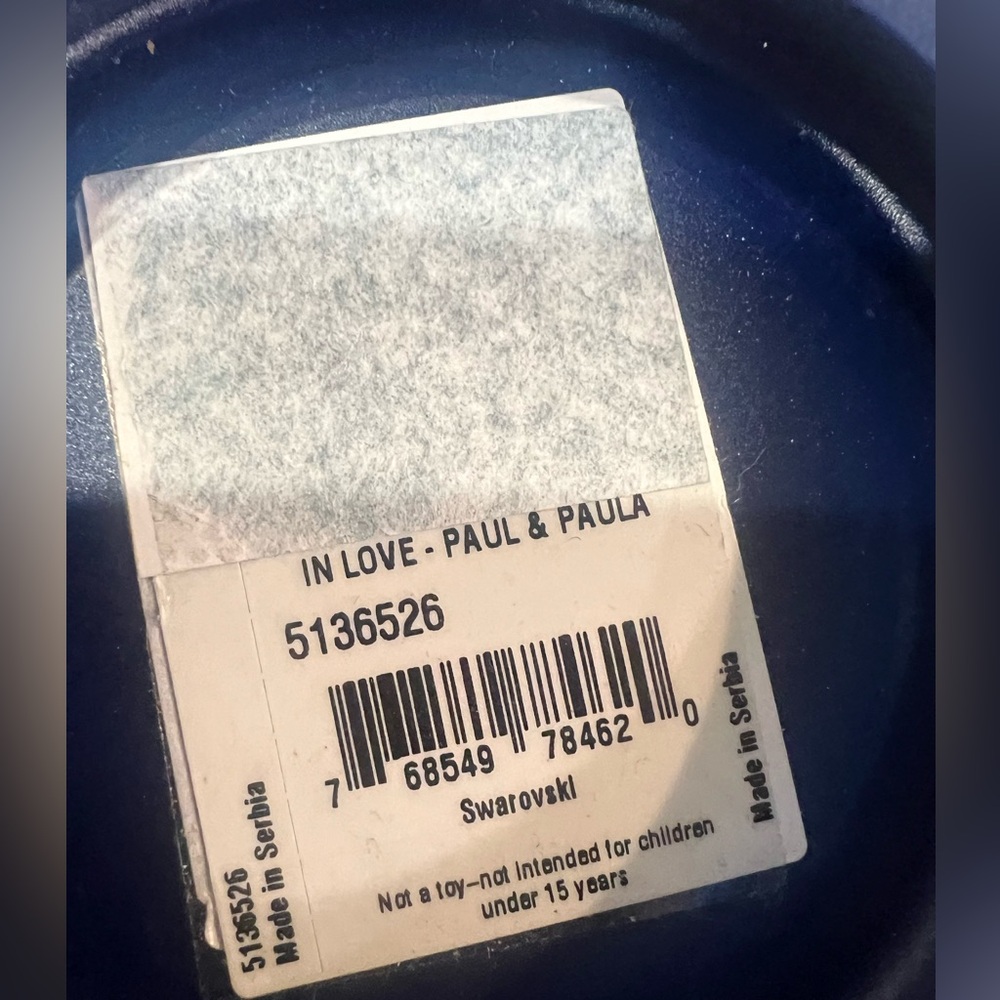 IN LOVE - PAUL & PAULA
5136526
7 68549 78462 0
Swarovski
Not a toy–not intended for children
under 15 years
Made in Serbia
5136526
Made in Serbia